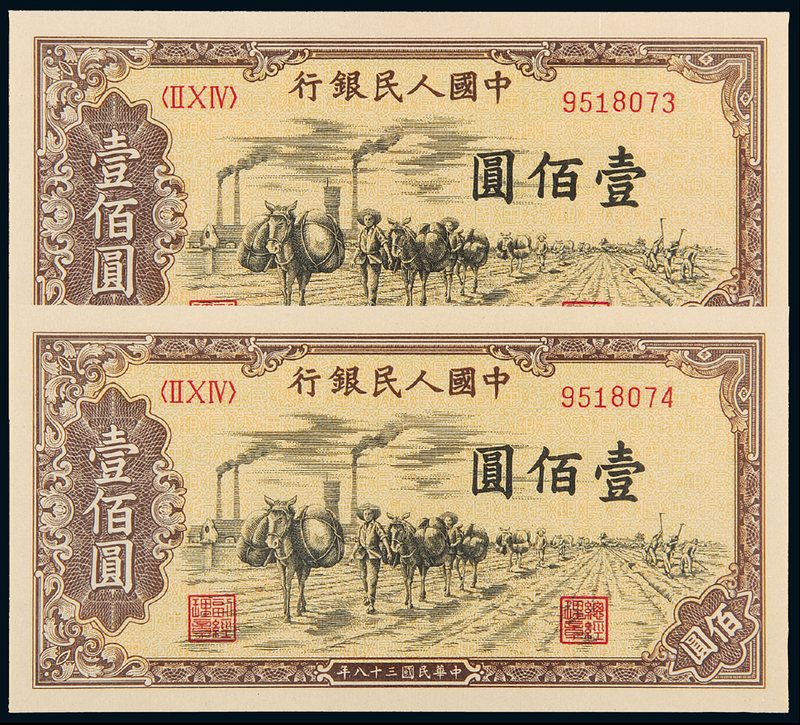 中國人民銀行
〈ⅡⅩⅣ〉
9518073
壹佰圓
壹佰圓
中國人民銀行
〈ⅡⅩⅣ〉
9518074
壹佰圓
壹佰圓
副經理章
總經理章
佰圓
中華民國三十八年